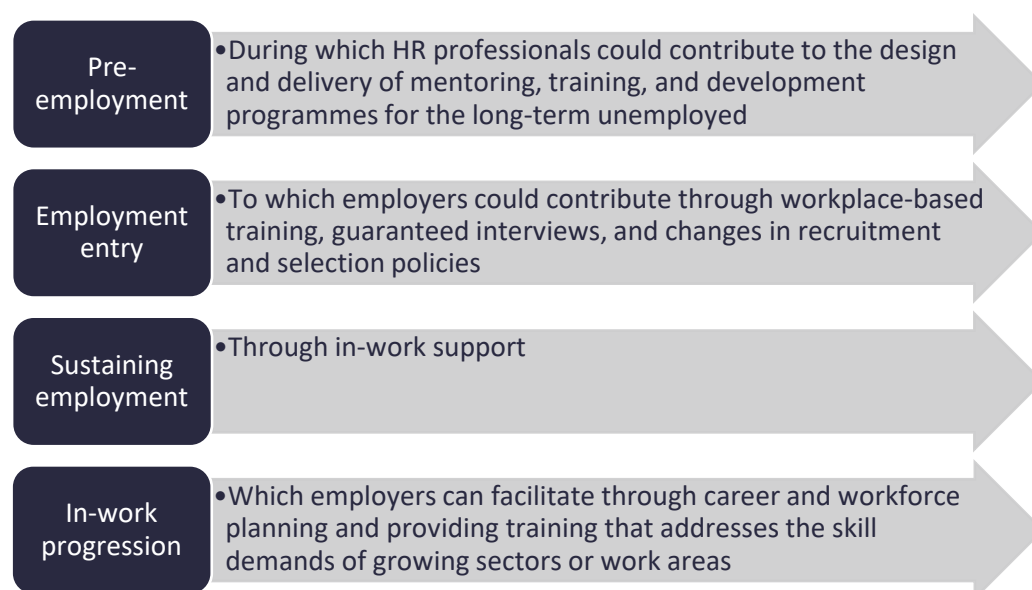 Pre-
employment
•During which HR professionals could contribute to the design
and delivery of mentoring, training, and development
programmes for the long-term unemployed
Employment
entry
•To which employers could contribute through workplace-based
training, guaranteed interviews, and changes in recruitment
and selection policies
Sustaining
employment
•Through in-work support
In-work
progression
•Which employers can facilitate through career and workforce
planning and providing training that addresses the skill
demands of growing sectors or work areas